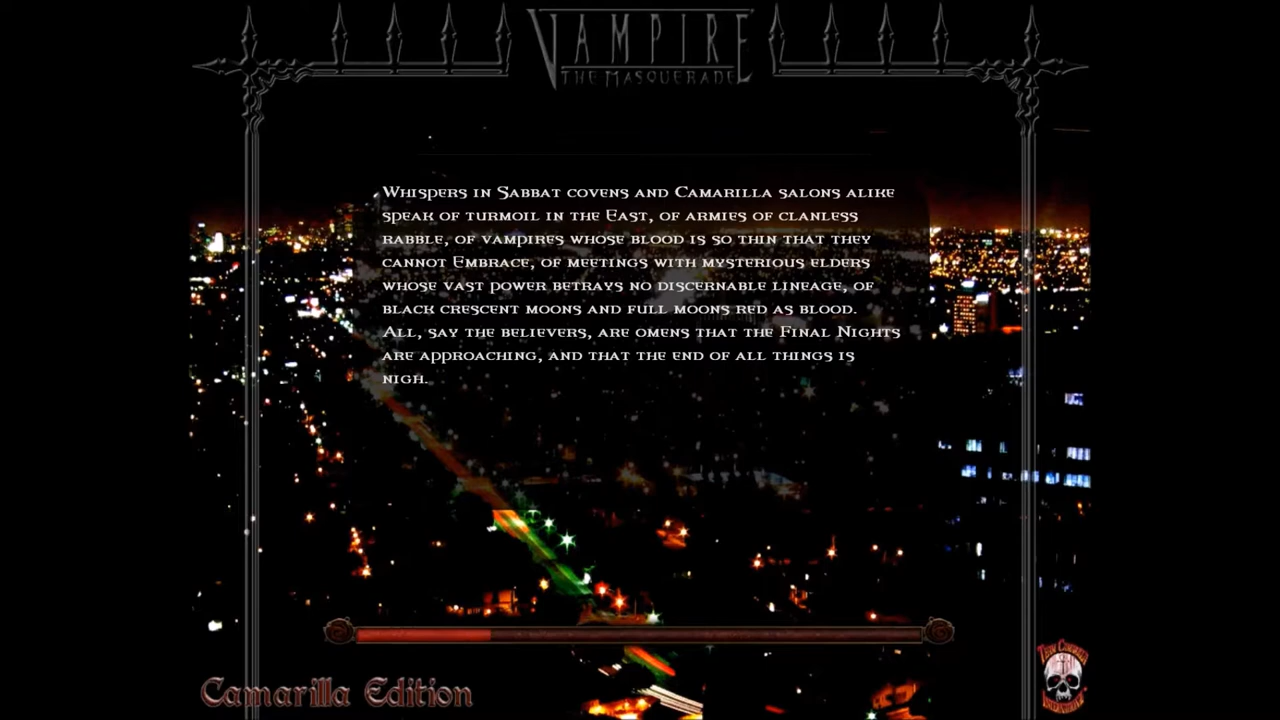 VAMPIRE
THE MASQUERADE
Whispers in Sabbat covens and Camarilla salons alike
speak of turmoil in the East, of armies of clanless
rabble, of vampires whose blood is so thin that they
cannot Embrace, of meetings with mysterious elders
whose vast power betrays no discernable lineage, of
black crescent moons and full moons red as blood.
All, say the believers, are omens that the Final Nights
are approaching, and that the end of all things is
nigh.
Camarilla Edition